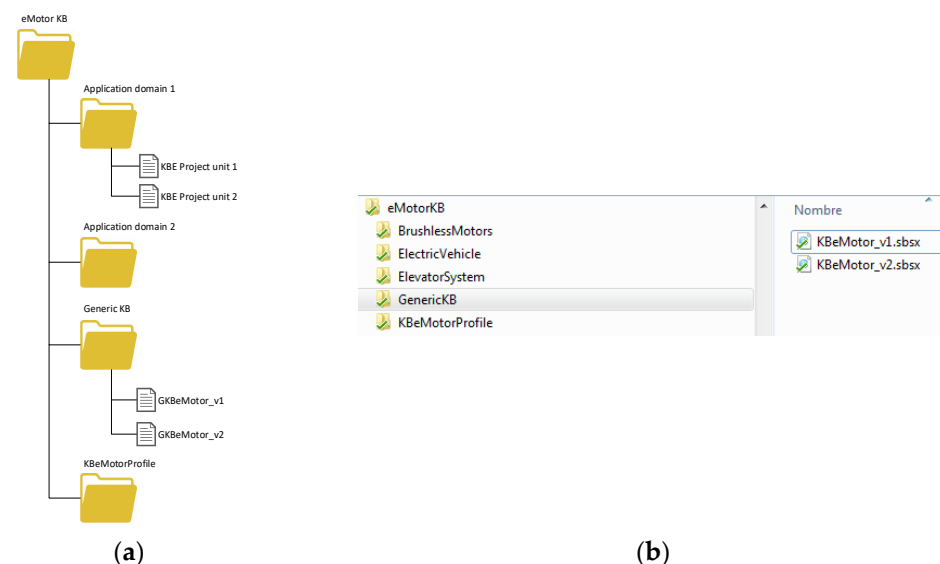 eMotor KB
Application domain 1
KBE Project unit 1
KBE Project unit 2
Application domain 2
Generic KB
GKBeMotor_v1
GKBeMotor_v2
KBeMotorProfile
(a)
eMotorKB
BrushlessMotors
ElectricVehicle
ElevatorSystem
GenericKB
KBeMotorProfile
Nombre
KBeMotor_v1.sbsx
KBeMotor_v2.sbsx
(b)